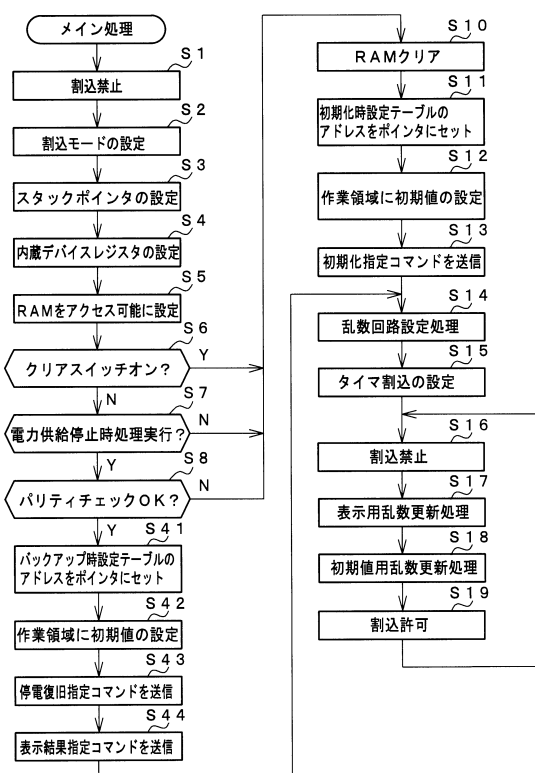 メイン処理
S1
割込禁止
S2
割込モードの設定
S3
スタックポインタの設定
S4
内蔵デバイスレジスタの設定
S5
RAMをアクセス可能に設定
S6
クリアスイッチオン?
Y
N
S7
電力供給停止時処理実行?
N
Y
S8
パリティチェックOK?
N
Y
S41
バックアップ時設定テーブルの
アドレスをポインタにセット
S42
作業領域に初期値の設定
S43
停電復旧指定コマンドを送信
S44
表示結果指定コマンドを送信
S10
RAMクリア
S11
初期化時設定テーブルの
アドレスをポインタにセット
S12
作業領域に初期値の設定
S13
初期化指定コマンドを送信
S14
乱数回路設定処理
S15
タイマ割込の設定
S16
割込禁止
S17
表示用乱数更新処理
S18
初期値用乱数更新処理
S19
割込許可